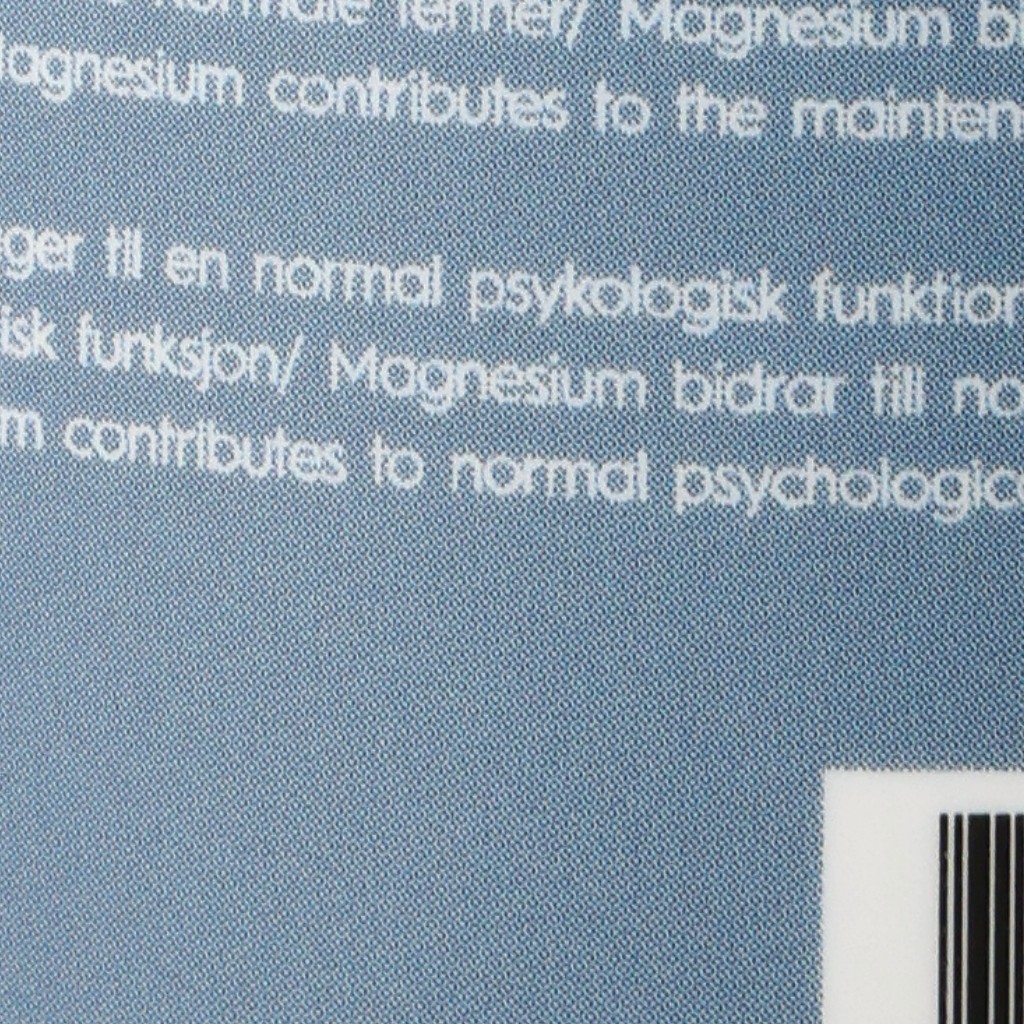 normale tenner/ Magnesium bi
agnesium contributes to the mainten
ger til en normal psykologisk funktion
isk funksjon/ Magnesium bidrar till no
m contributes to normal psychologic